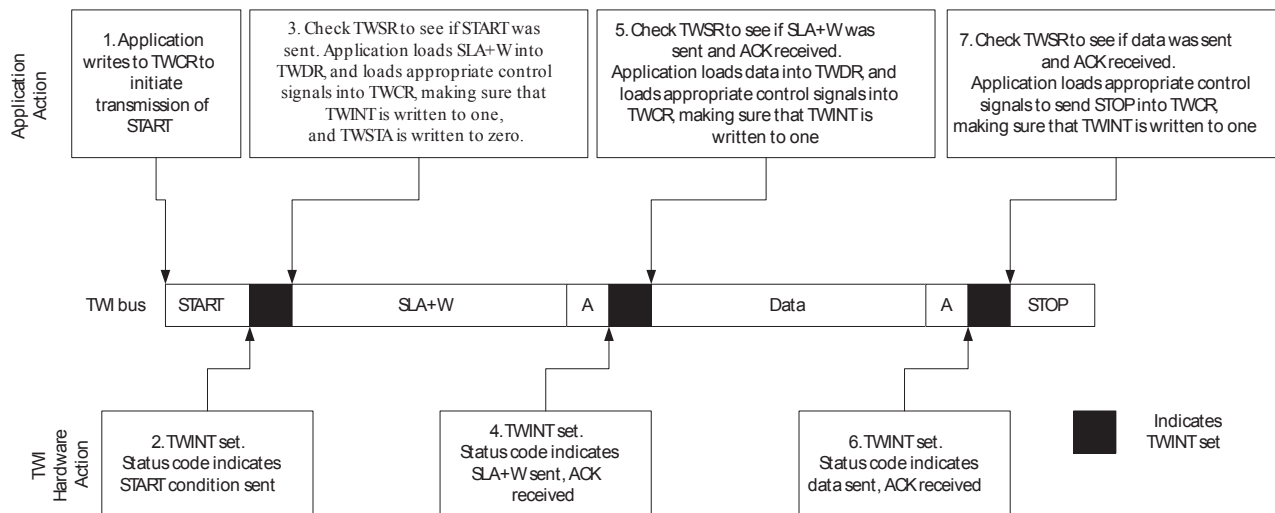 Application
Action
1. Application
writes to TWCR to
initiate
transmission of
START
3. Check TWSR to see if START was
sent. Application loads SLA+W into
TWDR, and loads appropriate control
signals into TWCR, making sure that
TWINT is written to one,
and TWSTA is written to zero.
5. Check TWSR to see if SLA+W was
sent and ACK received.
Application loads data into TWDR, and
loads appropriate control signals into
TWCR, making sure that TWINT is
written to one
7. Check TWSR to see if data was sent
and ACK received.
Application loads appropriate control
signals to send STOP into TWCR,
making sure that TWINT is written to one
TWI bus
START
SLA+W
A
Data
A
STOP
TWI
Hardware
Action
2. TWINT set.
Status code indicates
START condition sent
4. TWINT set.
Status code indicates
SLA+W sent, ACK
received
6. TWINT set.
Status code indicates
data sent, ACK received
Indicates
TWINT set